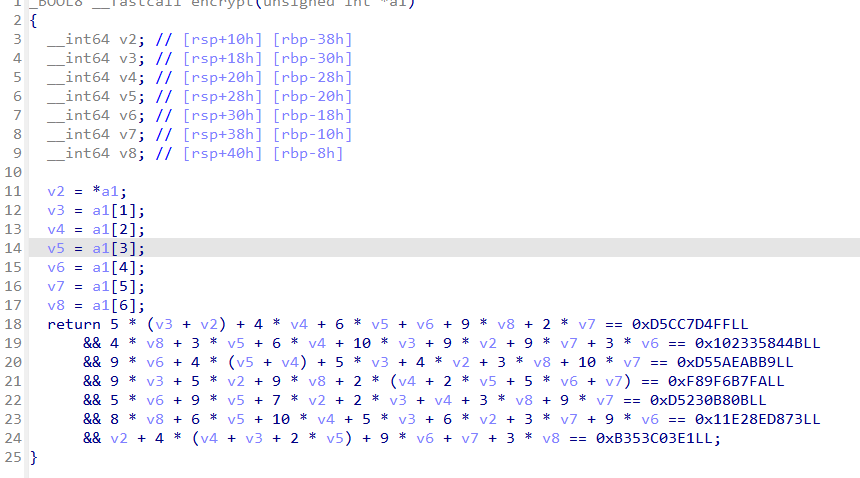 1 _BOOL8 __fastcall encrypt(unsigned int *a1)
2 {
3 __int64 v2; // [rsp+10h] [rbp-38h]
4 __int64 v3; // [rsp+18h] [rbp-30h]
5 __int64 v4; // [rsp+20h] [rbp-28h]
6 __int64 v5; // [rsp+28h] [rbp-20h]
7 __int64 v6; // [rsp+30h] [rbp-18h]
8 __int64 v7; // [rsp+38h] [rbp-10h]
9 __int64 v8; // [rsp+40h] [rbp-8h]
10
11 v2 = *a1;
12 v3 = a1[1];
13 v4 = a1[2];
14 v5 = a1[3];
15 v6 = a1[4];
16 v7 = a1[5];
17 v8 = a1[6];
18 return 5 * (v3 + v2) + 4 * v4 + 6 * v5 + v6 + 9 * v8 + 2 * v7 == 0xD5CC7D4FFLL
19 && 4 * v8 + 3 * v5 + 6 * v4 + 10 * v3 + 9 * v2 + 9 * v7 + 3 * v6 == 0x102335844BLL
20 && 9 * v6 + 4 * (v5 + v4) + 5 * v3 + 4 * v2 + 3 * v8 + 10 * v7 == 0xD55AEABB9LL
21 && 9 * v3 + 5 * v2 + 9 * v8 + 2 * (v4 + 2 * v5 + 5 * v6 + v7) == 0xF89F6B7FALL
22 && 5 * v6 + 9 * v5 + 7 * v2 + 2 * v3 + v4 + 3 * v8 + 9 * v7 == 0xD5230B80BLL
23 && 8 * v8 + 6 * v5 + 10 * v4 + 5 * v3 + 6 * v2 + 3 * v7 + 9 * v6 == 0x11E28ED873LL
24 && v2 + 4 * (v4 + v3 + 2 * v5) + 9 * v6 + v7 + 3 * v8 == 0xB353C03E1LL;
25 }